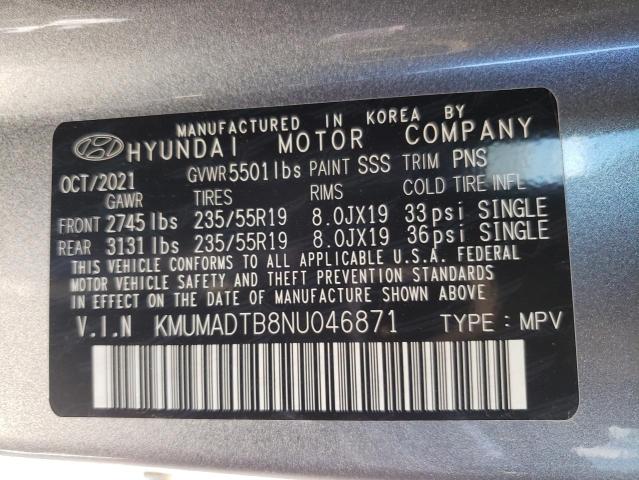 MANUFACTURED IN KOREA BY
HYUNDAI MOTOR COMPANY
OCT/2021 GVWR 5501lbs PAINT SSS TRIM PNS
GAWR TIRES RIMS COLD TIRE INFL
FRONT 2745 lbs 235/55R19 8.0JX19 33psi SINGLE
REAR 3131 lbs 235/55R19 8.0JX19 36psi SINGLE
THIS VEHICLE CONFORMS TO ALL APPLICABLE U.S.A. FEDERAL
MOTOR VEHICLE SAFETY AND THEFT PREVENTION STANDARDS
IN EFFECT ON THE DATE OF MANUFACTURE SHOWN ABOVE.
V.I.N KMUMADTB8NU046871 TYPE : MPV